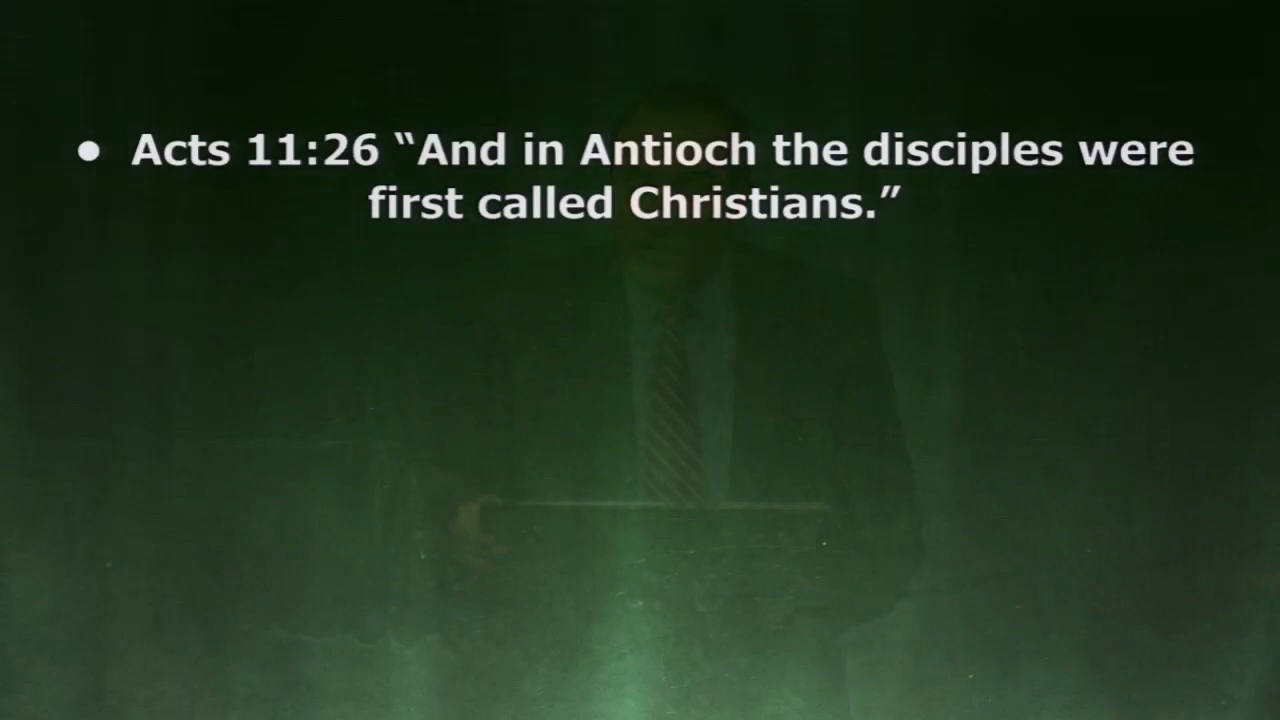 • Acts 11:26 “And in Antioch the disciples were
first called Christians.”